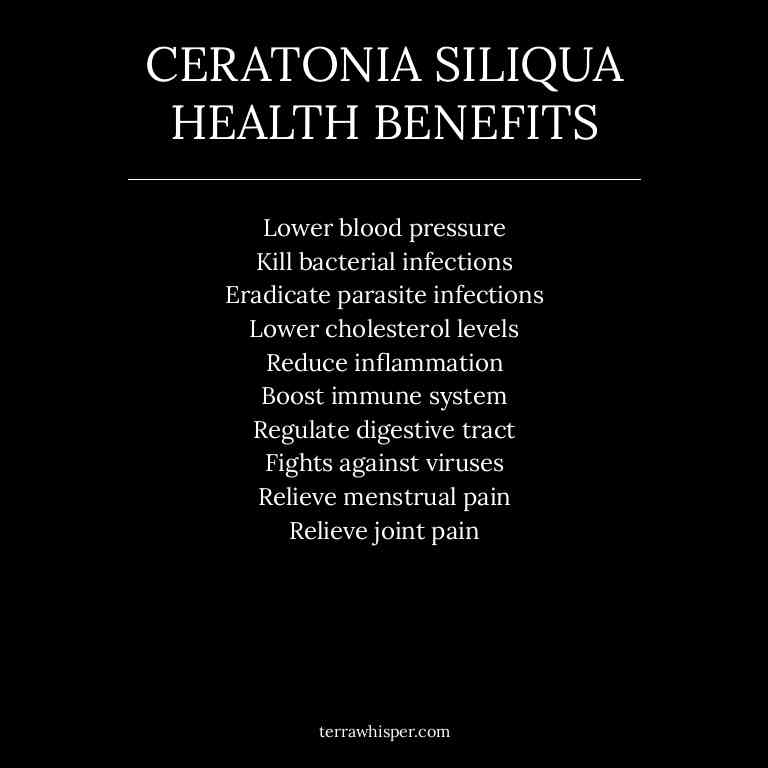 CERATONIA SILIQUA
HEALTH BENEFITS
Lower blood pressure
Kill bacterial infections
Eradicate parasite infections
Lower cholesterol levels
Reduce inflammation
Boost immune system
Regulate digestive tract
Fights against viruses
Relieve menstrual pain
Relieve joint pain
terrawhisper.com